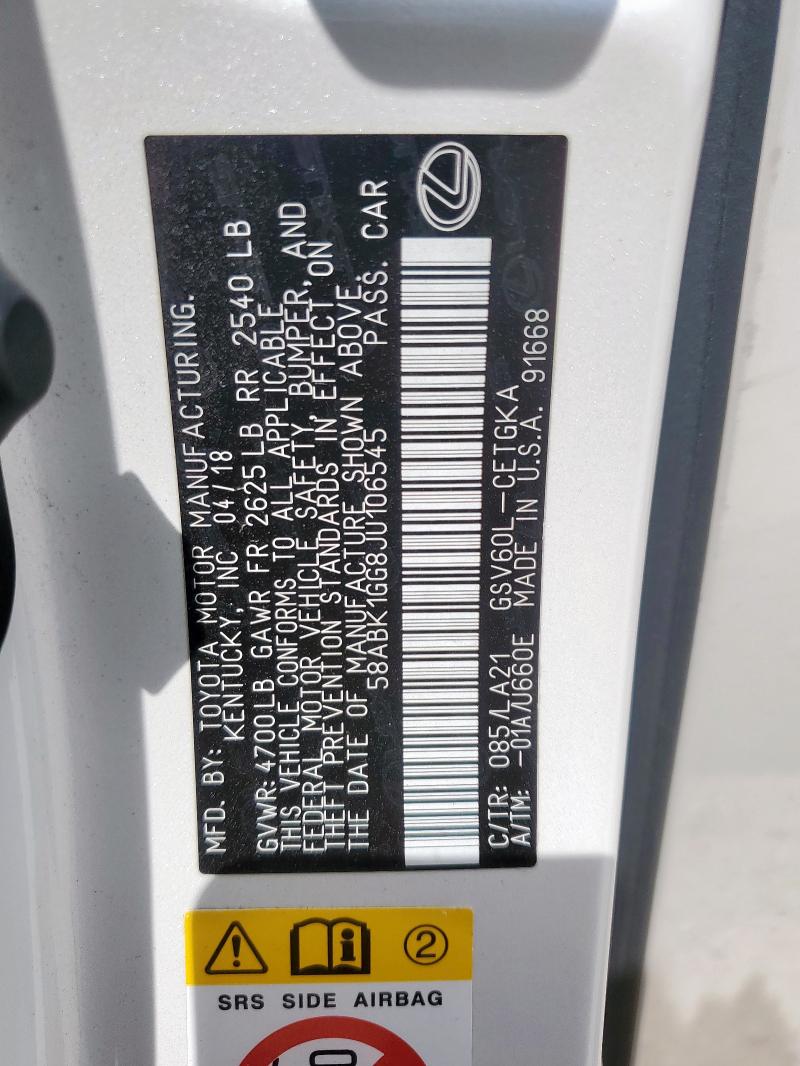 MFD. BY: TOYOTA MOTOR MANUFACTURING.
KENTUCKY, INC. 04/18
GVWR: 4700 LB GAWR FR 2625 LB RR 2540 LB
THIS VEHICLE CONFORMS TO ALL APPLICABLE
FEDERAL MOTOR VEHICLE SAFETY, BUMPER, AND
THEFT PREVENTION STANDARDS IN EFFECT ON
THE DATE OF MANUFACTURE SHOWN ABOVE.
58ABK1GG8JU106545 PASS. CAR
C/TR: 085/LA21 GSV60L-CETGKA
A/TM: -01A/U660E MADE IN U.S.A. 91668
2
SRS SIDE AIRBAG